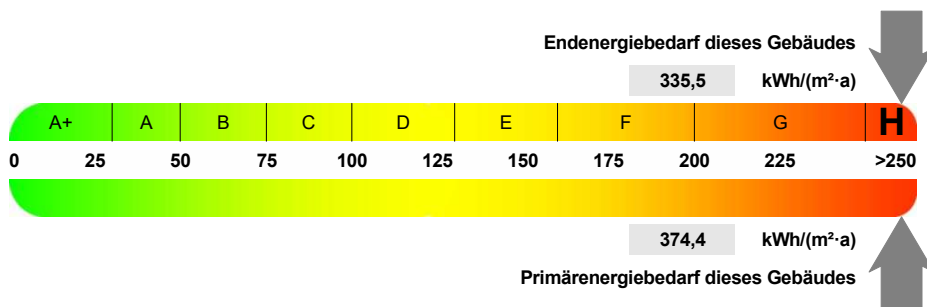 Endenergiebedarf dieses Gebäudes
335,5 kWh/(m²·a)
A+ A B C D E F G H
0 25 50 75 100 125 150 175 200 225 >250
374,4 kWh/(m²·a)
Primärenergiebedarf dieses Gebäudes